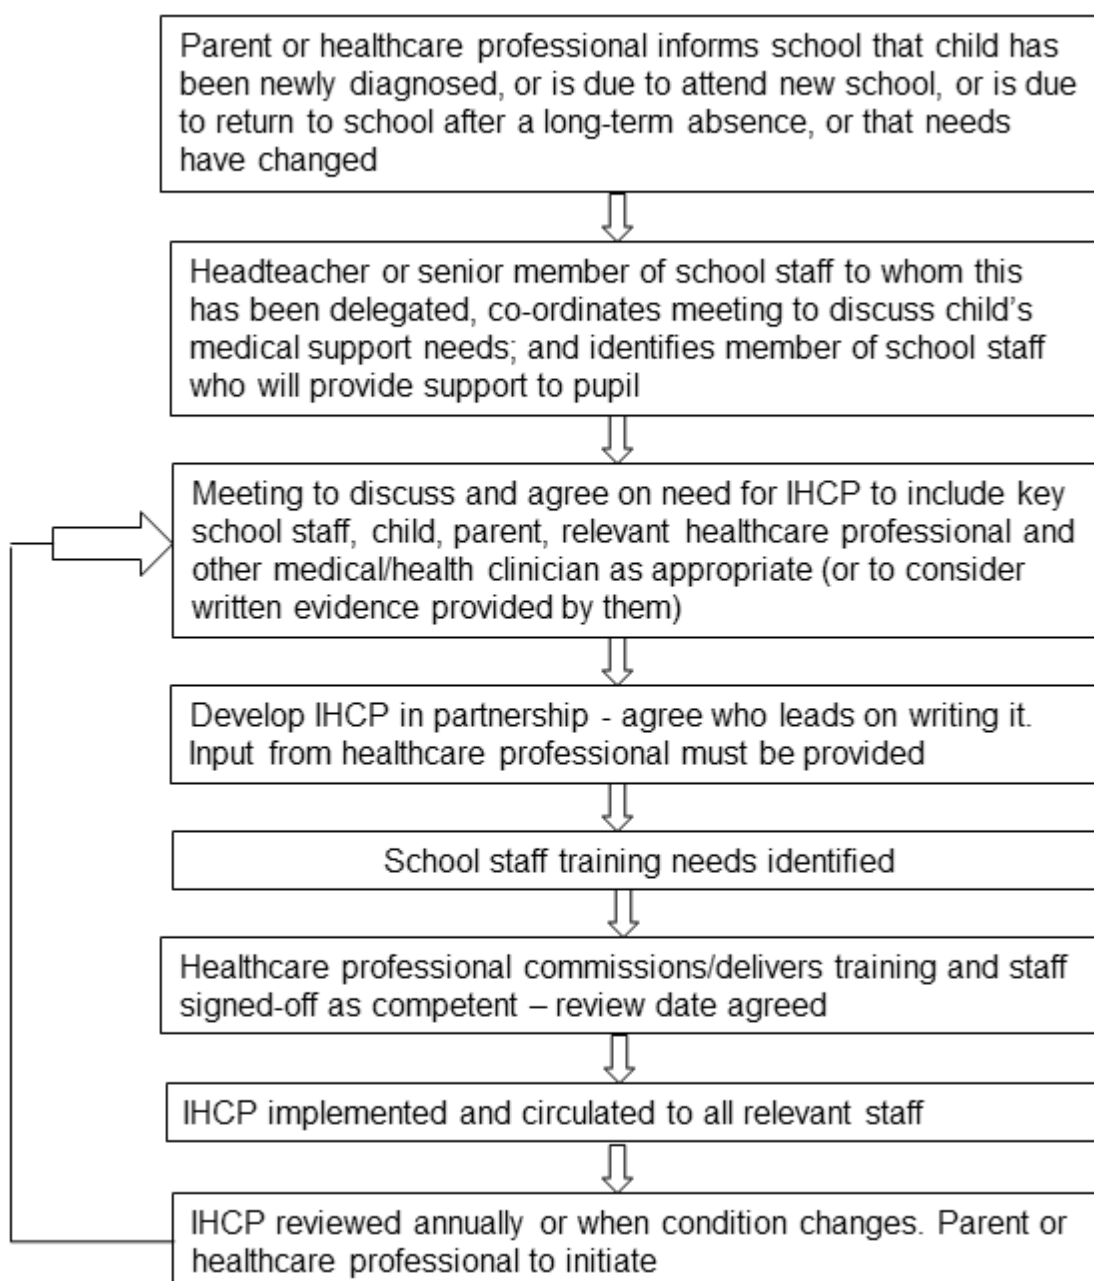 Parent or healthcare professional informs school that child has
been newly diagnosed, or is due to attend new school, or is due
to return to school after a long-term absence, or that needs
have changed
Headteacher or senior member of school staff to whom this
has been delegated, co-ordinates meeting to discuss child's
medical support needs; and identifies member of school staff
who will provide support to pupil
Meeting to discuss and agree on need for IHCP to include key
school staff, child, parent, relevant healthcare professional and
other medical/health clinician as appropriate (or to consider
written evidence provided by them)
Develop IHCP in partnership - agree who leads on writing it.
Input from healthcare professional must be provided
School staff training needs identified
Healthcare professional commissions/delivers training and staff
signed-off as competent – review date agreed
IHCP implemented and circulated to all relevant staff
IHCP reviewed annually or when condition changes. Parent or
healthcare professional to initiate